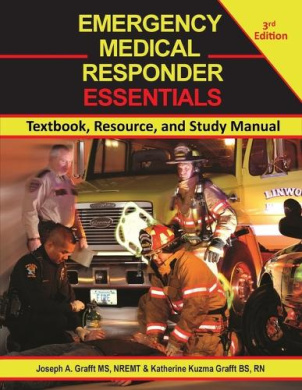 EMERGENCY
MEDICAL
RESPONDER
ESSENTIALS
3rd
Edition
Textbook, Resource, and Study Manual
Joseph A. Grafft MS, NREMT & Katherine Kuzma Grafft BS, RN